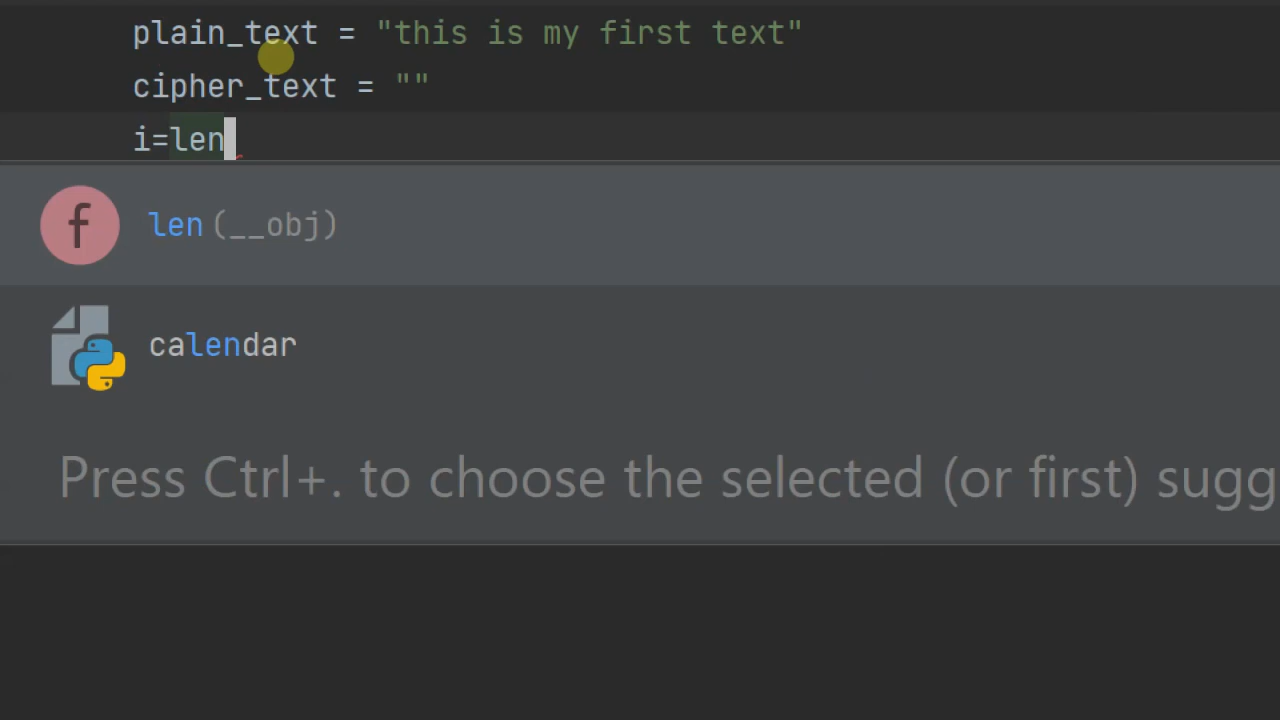 plain_text = "this is my first text"
cipher_text = ""
i=len
f len(__obj)
calendar
Press Ctrl+. to choose the selected (or first) sugg